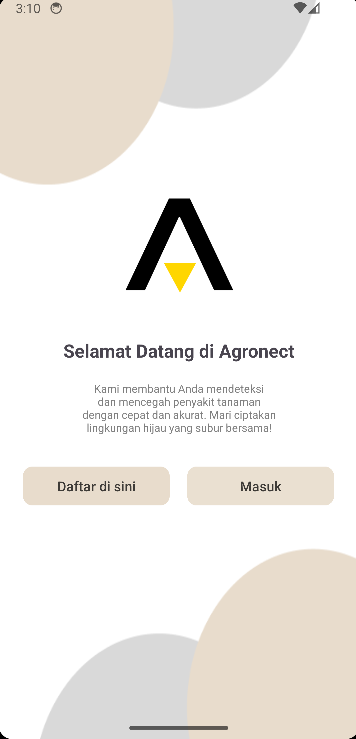 3:10
Selamat Datang di Agronect
Kami membantu Anda mendeteksi
dan mencegah penyakit tanaman
dengan cepat dan akurat. Mari ciptakan
lingkungan hijau yang subur bersama!
Daftar di sini
Masuk